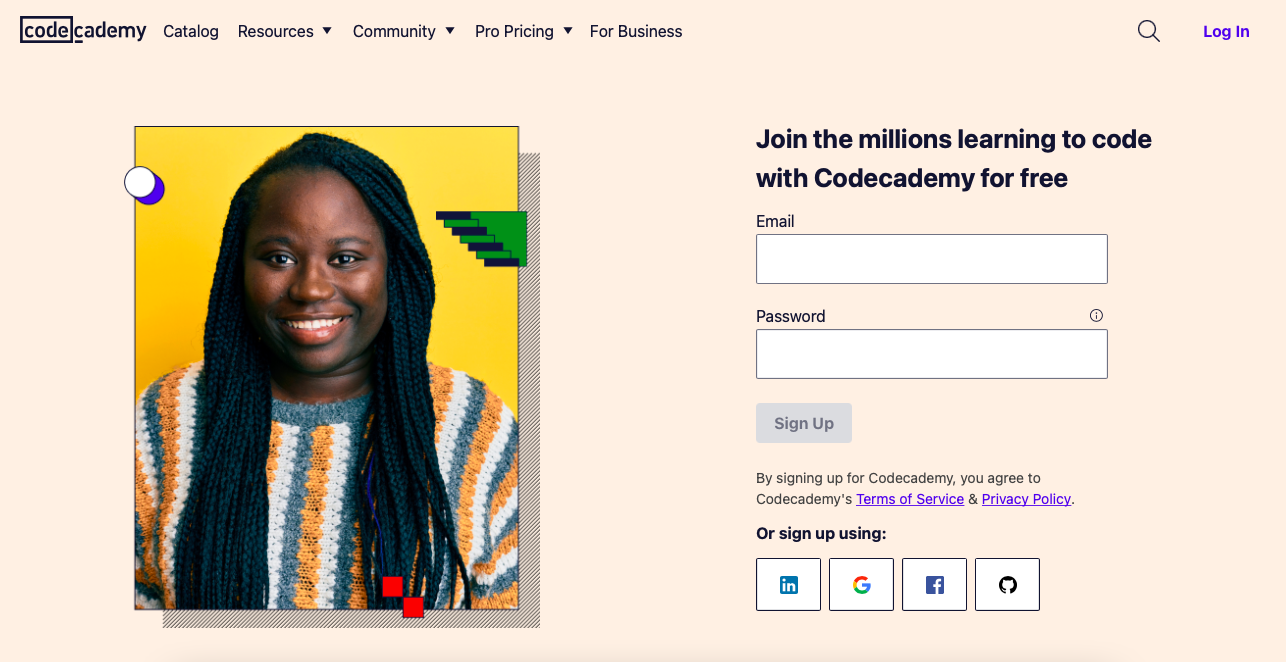 codecademy
Catalog
Resources
Community
Pro Pricing
For Business
Log In
Join the millions learning to code
with Codecademy for free
Email
Password
Sign Up
By signing up for Codecademy, you agree to
Codecademy's Terms of Service & Privacy Policy.
Or sign up using:
in
G
f